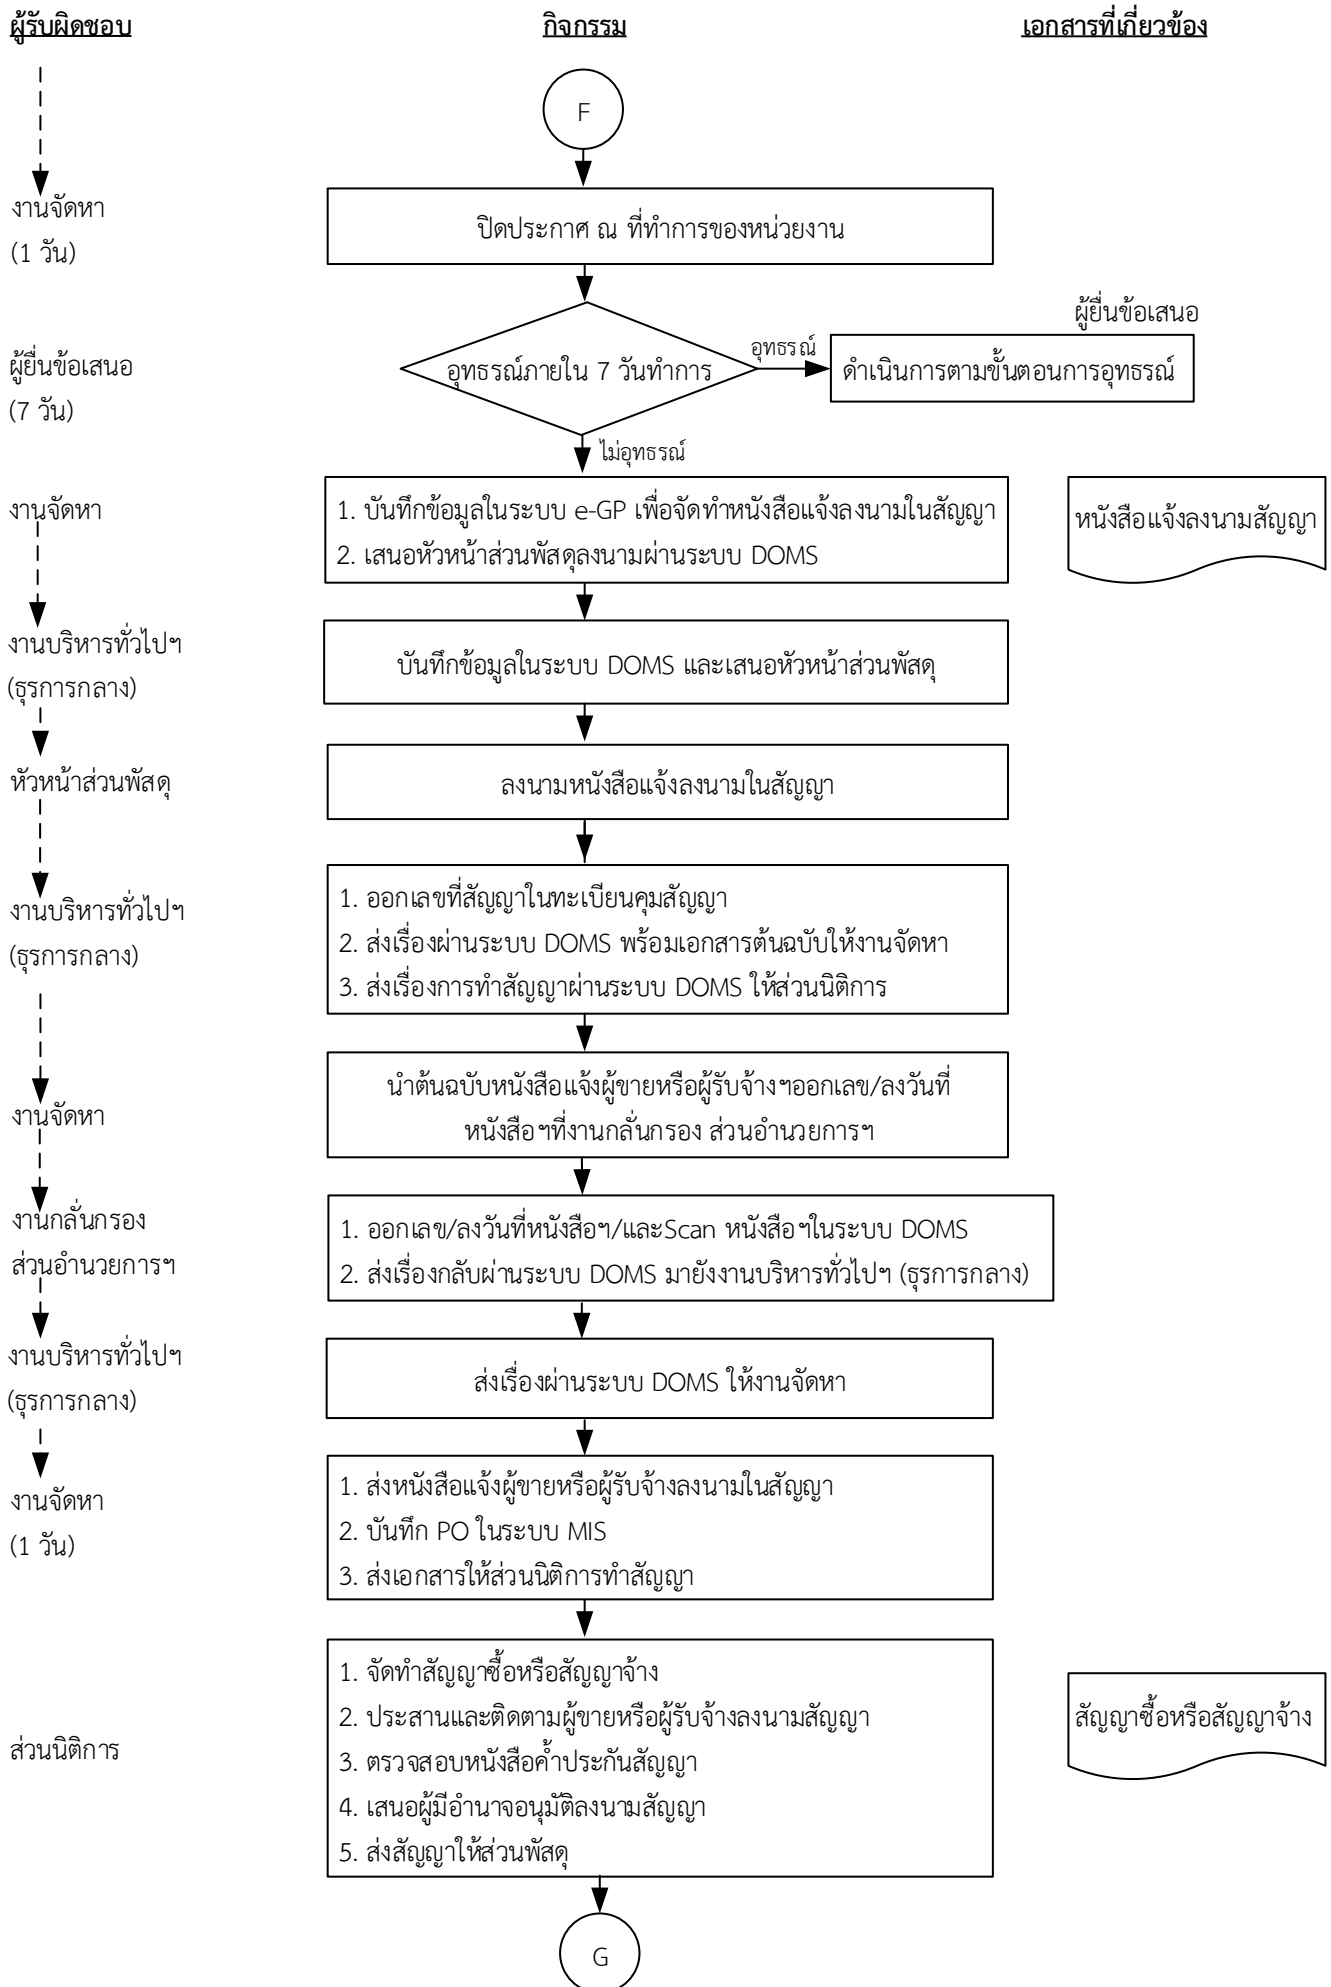 ผู้รับผิดชอบ กิจกรรม เอกสารที่เกี่ยวข้อง
F
งานจัดหา
(1 วัน)
ปิดประกาศ ณ ที่ทำการของหน่วยงาน
ผู้ยื่นข้อเสนอ
(7 วัน)
อุทธรณ์ภายใน 7 วันทำการ
อุทธรณ์
ผู้ยื่นข้อเสนอ
ดำเนินการตามขั้นตอนการอุทธรณ์
ไม่อุทธรณ์
งานจัดหา
1. บันทึกข้อมูลในระบบ e-GP เพื่อจัดทำหนังสือแจ้งลงนามในสัญญา
2. เสนอหัวหน้าส่วนพัสดุลงนามผ่านระบบ DOMS
หนังสือแจ้งลงนามสัญญา
งานบริหารทั่วไปฯ
(ธุรการกลาง)
บันทึกข้อมูลในระบบ DOMS และเสนอหัวหน้าส่วนพัสดุ
หัวหน้าส่วนพัสดุ
ลงนามหนังสือแจ้งลงนามในสัญญา
งานบริหารทั่วไปฯ
(ธุรการกลาง)
1. ออกเลขที่สัญญาในทะเบียนคุมสัญญา
2. ส่งเรื่องผ่านระบบ DOMS พร้อมเอกสารต้นฉบับให้งานจัดหา
3. ส่งเรื่องการทำสัญญาผ่านระบบ DOMS ให้ส่วนนิติการ
งานจัดหา
นำต้นฉบับหนังสือแจ้งผู้ขายหรือผู้รับจ้างฯออกเลข/ลงวันที่
หนังสือฯที่งานกลั่นกรอง ส่วนอำนวยการฯ
งานกลั่นกรอง
ส่วนอำนวยการฯ
1. ออกเลข/ลงวันที่หนังสือฯ/และScan หนังสือฯในระบบ DOMS
2. ส่งเรื่องกลับผ่านระบบ DOMS มายังงานบริหารทั่วไปฯ (ธุรการกลาง)
งานบริหารทั่วไปฯ
(ธุรการกลาง)
ส่งเรื่องผ่านระบบ DOMS ให้งานจัดหา
งานจัดหา
(1 วัน)
1. ส่งหนังสือแจ้งผู้ขายหรือผู้รับจ้างลงนามในสัญญา
2. บันทึก PO ในระบบ MIS
3. ส่งเอกสารให้ส่วนนิติการทำสัญญา
ส่วนนิติการ
1. จัดทำสัญญาซื้อหรือสัญญาจ้าง
2. ประสานและติดตามผู้ขายหรือผู้รับจ้างลงนามสัญญา
3. ตรวจสอบหนังสือค้ำประกันสัญญา
4. เสนอผู้มีอำนาจอนุมัติลงนามสัญญา
5. ส่งสัญญาให้ส่วนพัสดุ
สัญญาซื้อหรือสัญญาจ้าง
G